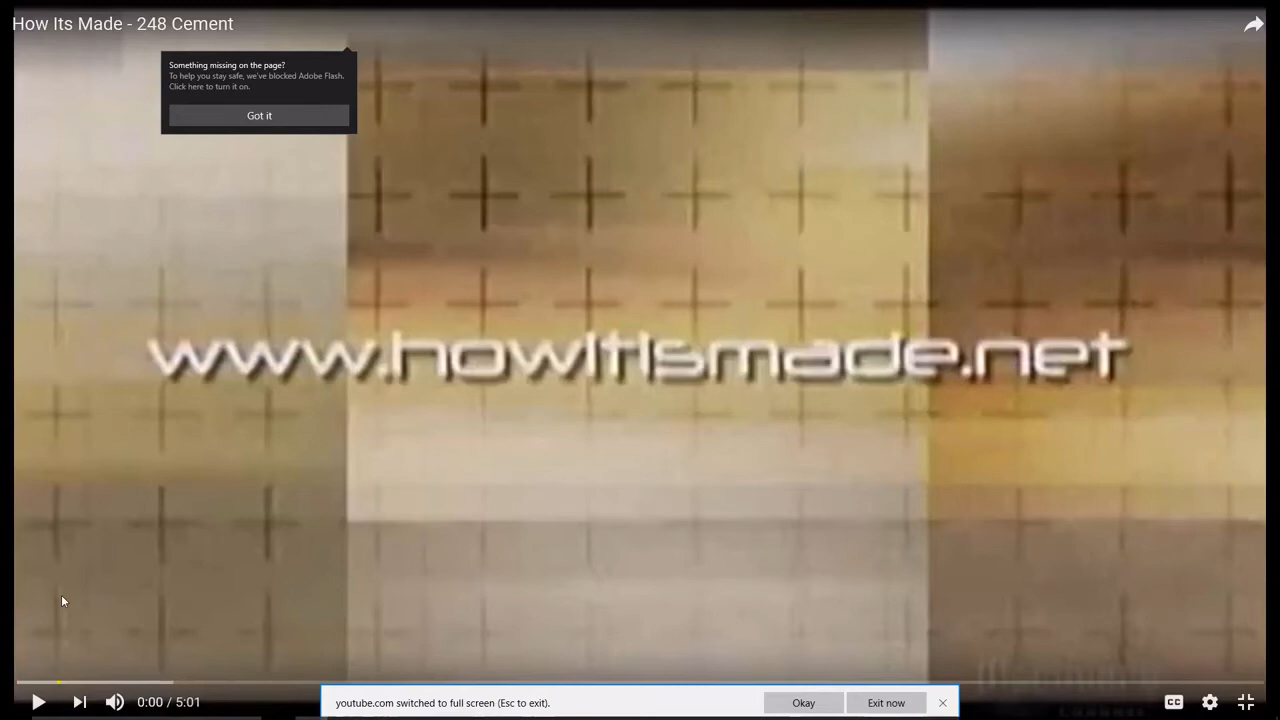 How Its Made - 248 Cement
Something missing on the page?
To help you stay safe, we've blocked Adobe Flash.
Click here to turn it on.
Got it
www.howItIsmade.net
0:00 / 5:01
CC
youtube.com switched to full screen (Esc to exit).
Okay
Exit now